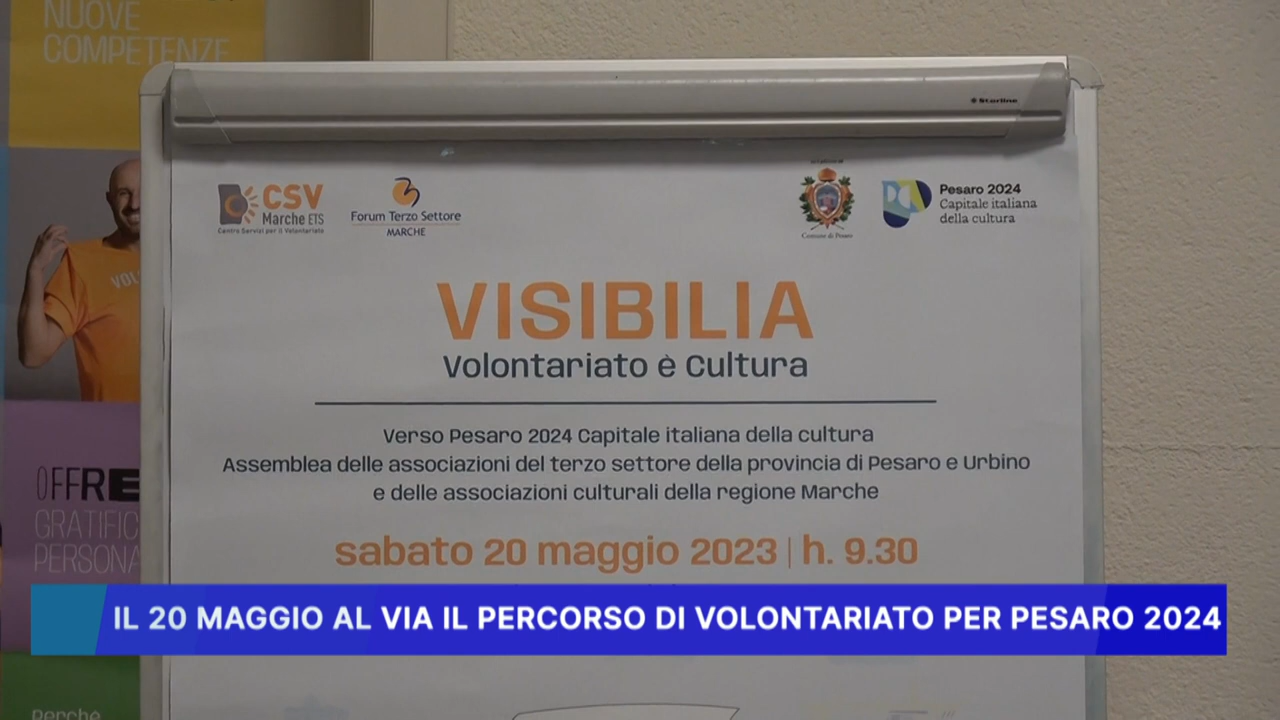 NUOVE
COMPETENZE
Starline
CSV
Marche ETS
Centro Servizi per il Volontariato
Forum Terzo Settore
MARCHE
Comune di Pesaro
Pesaro 2024
Capitale italiana
della cultura
VISIBILIA
Volontariato è Cultura
Verso Pesaro 2024 Capitale italiana della cultura
Assemblea delle associazioni del terzo settore della provincia di Pesaro e Urbino
e delle associazioni culturali della regione Marche
sabato 20 maggio 2023 | h. 9.30
OFFRE
GRATIFIC
PERSONA
IL 20 MAGGIO AL VIA IL PERCORSO DI VOLONTARIATO PER PESARO 2024
Perché